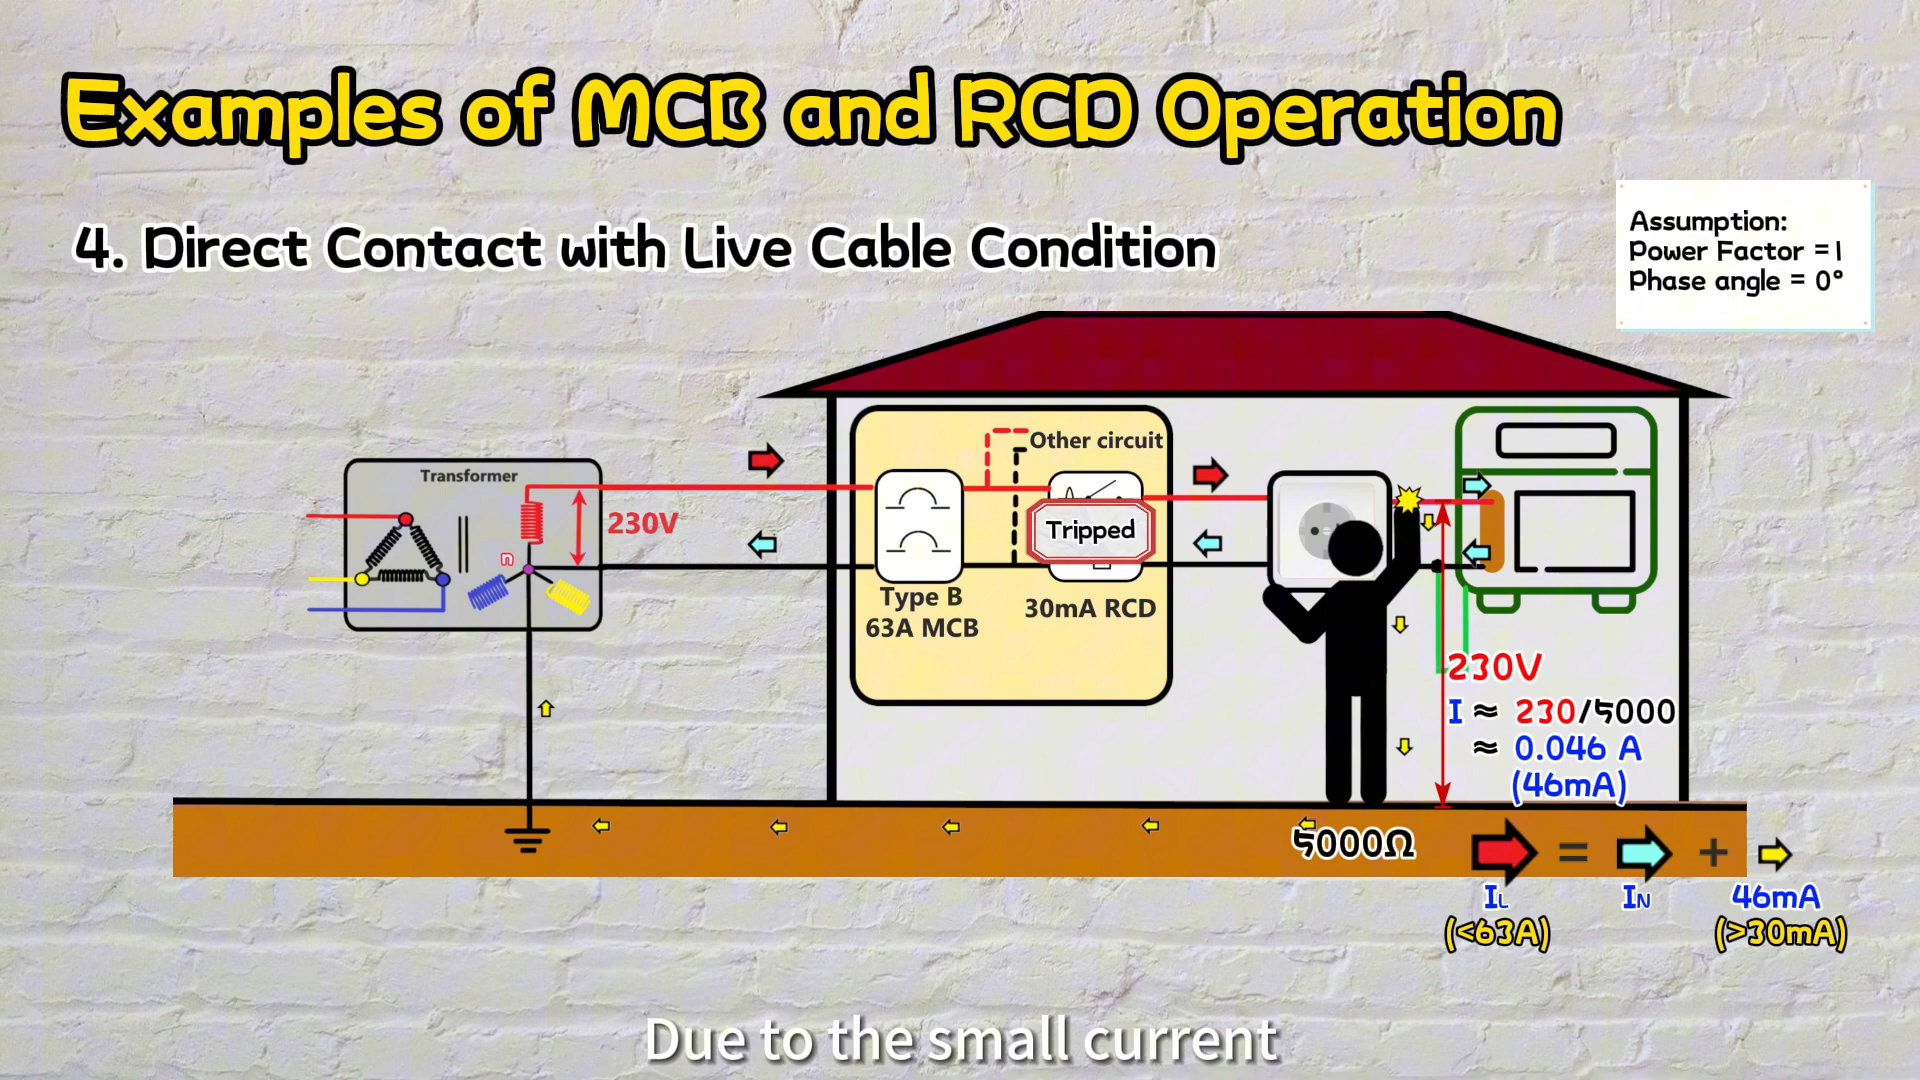 Examples of MCB and RCD Operation
4. Direct Contact with Live Cable Condition
Assumption:
Power Factor =1
Phase angle = 0°
Transformer
n
230V
Other circuit
Tripped
Type B
63A MCB
30mA RCD
230V
I ≈ 230/5000
≈ 0.046 A
(46mA)
5000Ω
= +
IL IN 46mA
(<63A) (>30mA)
Due to the small current